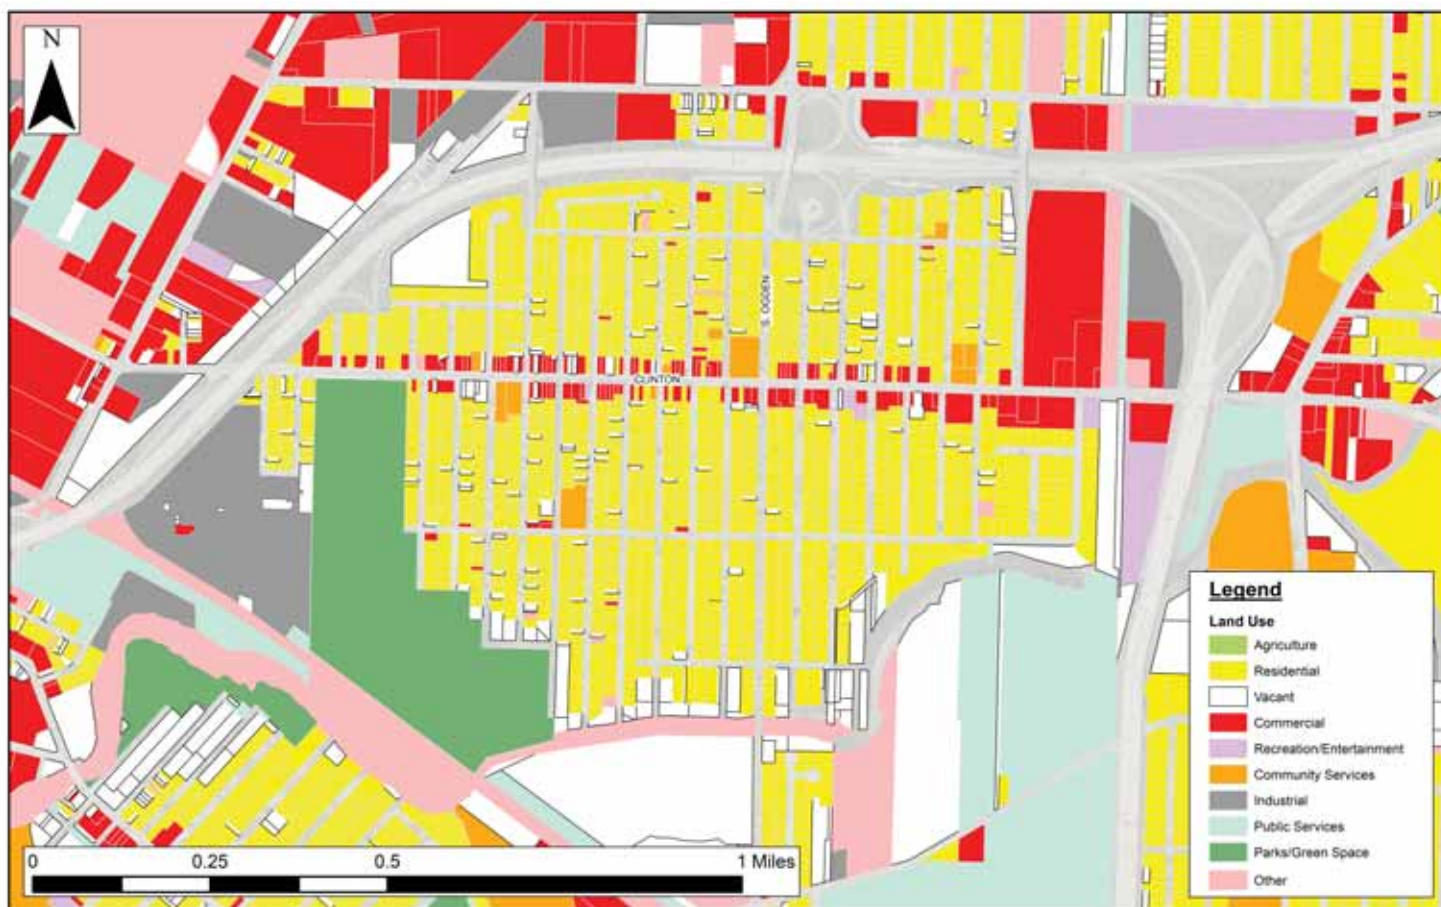 N
S. OGDEN
CLINTON
Legend
Land Use
Agriculture
Residential
Vacant
Commercial
Recreation/Entertainment
Community Services
Industrial
Public Services
Parks/Green Space
Other
0 0.25 0.5 1 Miles